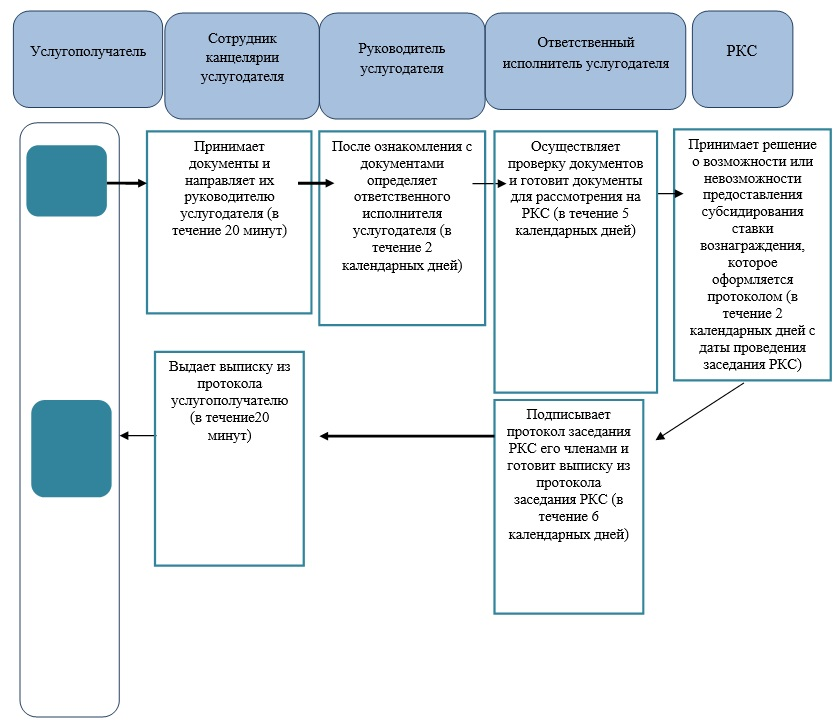 Услугополучатель
Сотрудник
канцелярии
услугодателя
Руководитель
услугодателя
Ответственный
исполнитель услугодателя
РКС
Принимает
документы и
направляет их
руководителю
услугодателя (в
течение 20 минут)
После ознакомления с
документами
определяет
ответственного
исполнителя
услугодателя (в
течение 2
календарных дней)
Осуществляет
проверку документов
и готовит документы
для рассмотрения на
РКС (в течение 5
календарных дней)
Принимает решение
о возможности или
невозможности
предоставления
субсидирования
ставки
вознаграждения,
которое
оформляется
протоколом (в
течение 2
календарных дней с
даты проведения
заседания РКС)
Выдает выписку из
протокола
услугополучателю
(в течение20
минут)
Подписывает
протокол заседания
РКС его членами и
готовит выписку из
протокола
заседания РКС (в
течение 6
календарных дней)